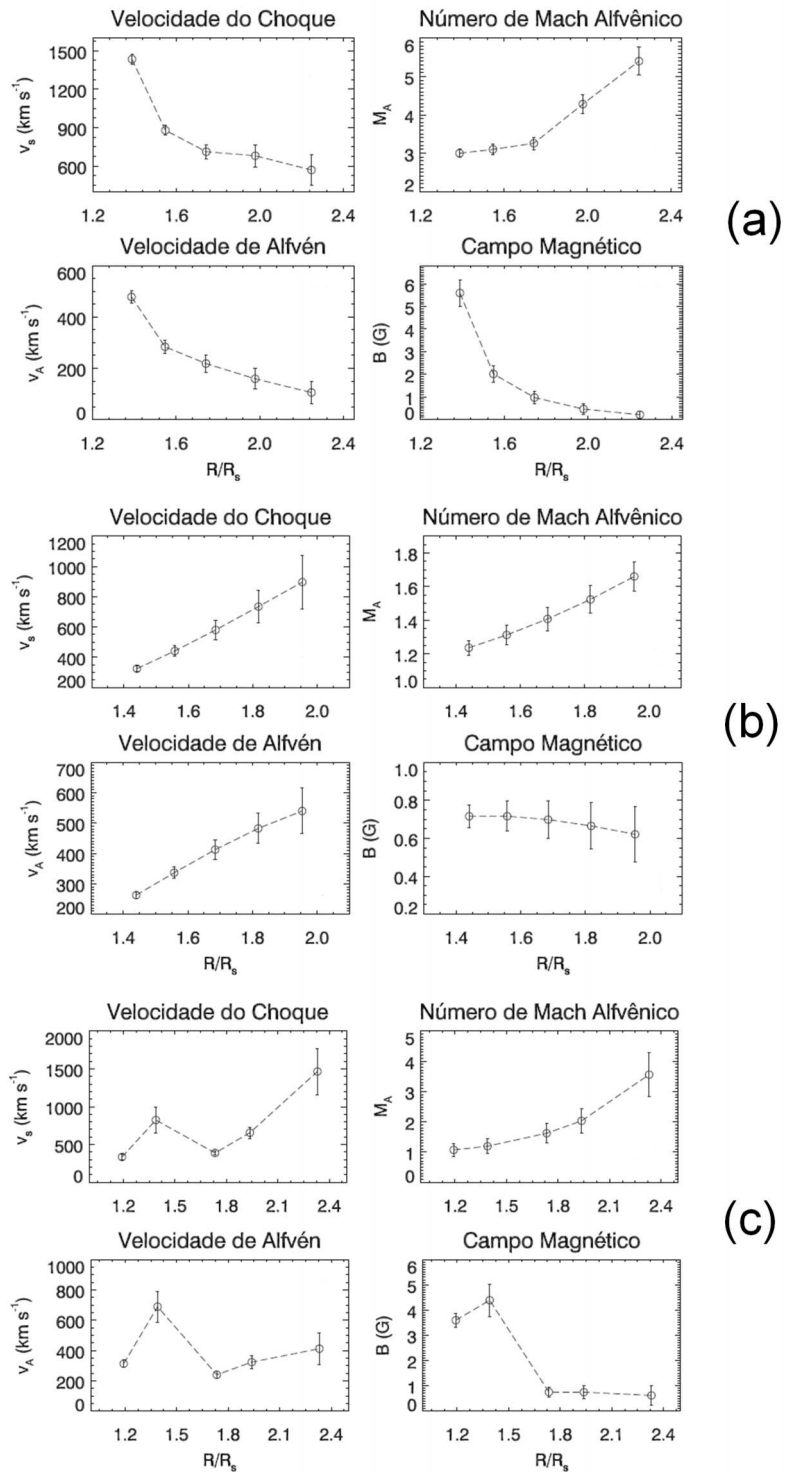 Velocidade do Choque
Número de Mach Alfvênico
v_s (km s^-1)
1500
1200
900
600
1.2 1.6 2.0 2.4
M_A
6
5
4
3
2
1.2 1.6 2.0 2.4
(a)
Velocidade de Alfvén
Campo Magnético
v_A (km s^-1)
600
400
200
0
1.2 1.6 2.0 2.4
R/R_s
B (G)
6
5
4
3
2
1
0
1.2 1.6 2.0 2.4
R/R_s
Velocidade do Choque
Número de Mach Alfvênico
v_s (km s^-1)
1200
1000
800
600
400
200
1.4 1.6 1.8 2.0
M_A
1.8
1.6
1.4
1.2
1.0
1.4 1.6 1.8 2.0
(b)
Velocidade de Alfvén
Campo Magnético
v_A (km s^-1)
700
600
500
400
300
200
1.4 1.6 1.8 2.0
R/R_s
B (G)
1.0
0.8
0.6
0.4
0.2
1.4 1.6 1.8 2.0
R/R_s
Velocidade do Choque
Número de Mach Alfvênico
v_s (km s^-1)
2000
1500
1000
500
0
1.2 1.5 1.8 2.1 2.4
M_A
5
4
3
2
1
0
1.2 1.5 1.8 2.1 2.4
(c)
Velocidade de Alfvén
Campo Magnético
v_A (km s^-1)
1000
800
600
400
200
0
1.2 1.5 1.8 2.1 2.4
R/R_s
B (G)
6
5
4
3
2
1
0
1.2 1.5 1.8 2.1 2.4
R/R_s